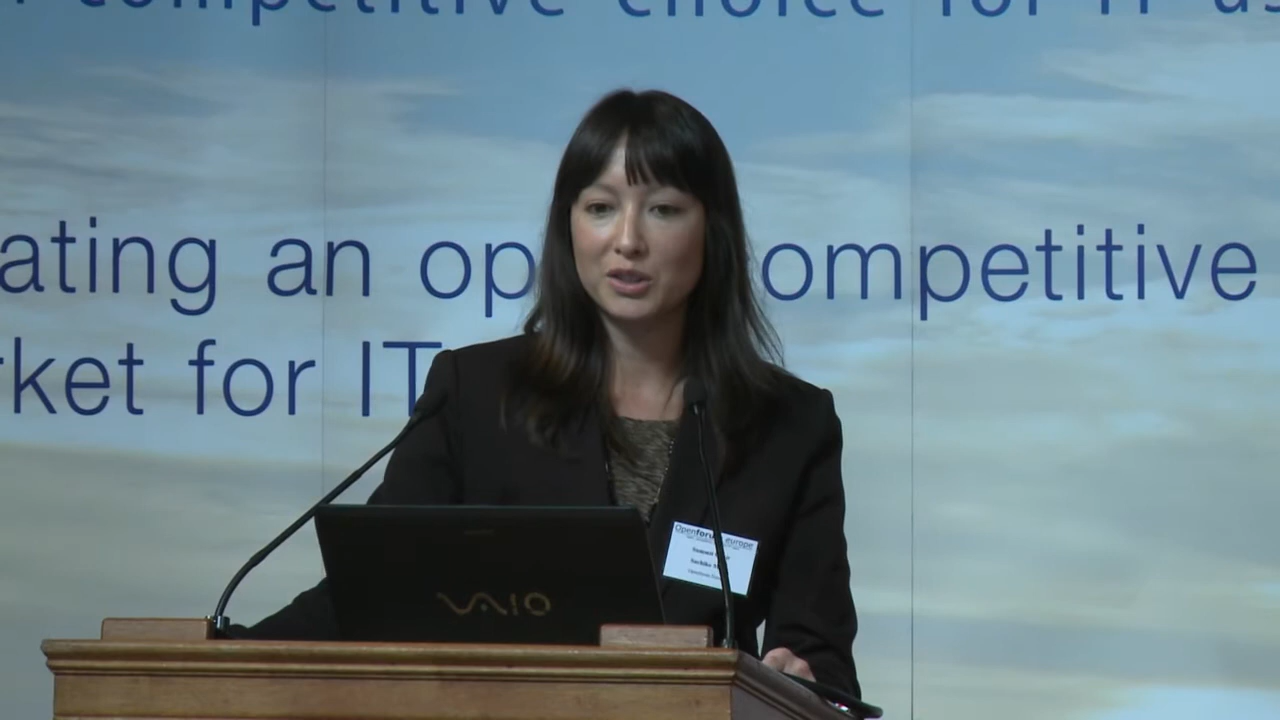 competitive choice for IT us
ating an op ompetitive
rket for IT
Openforum europe
VAIO